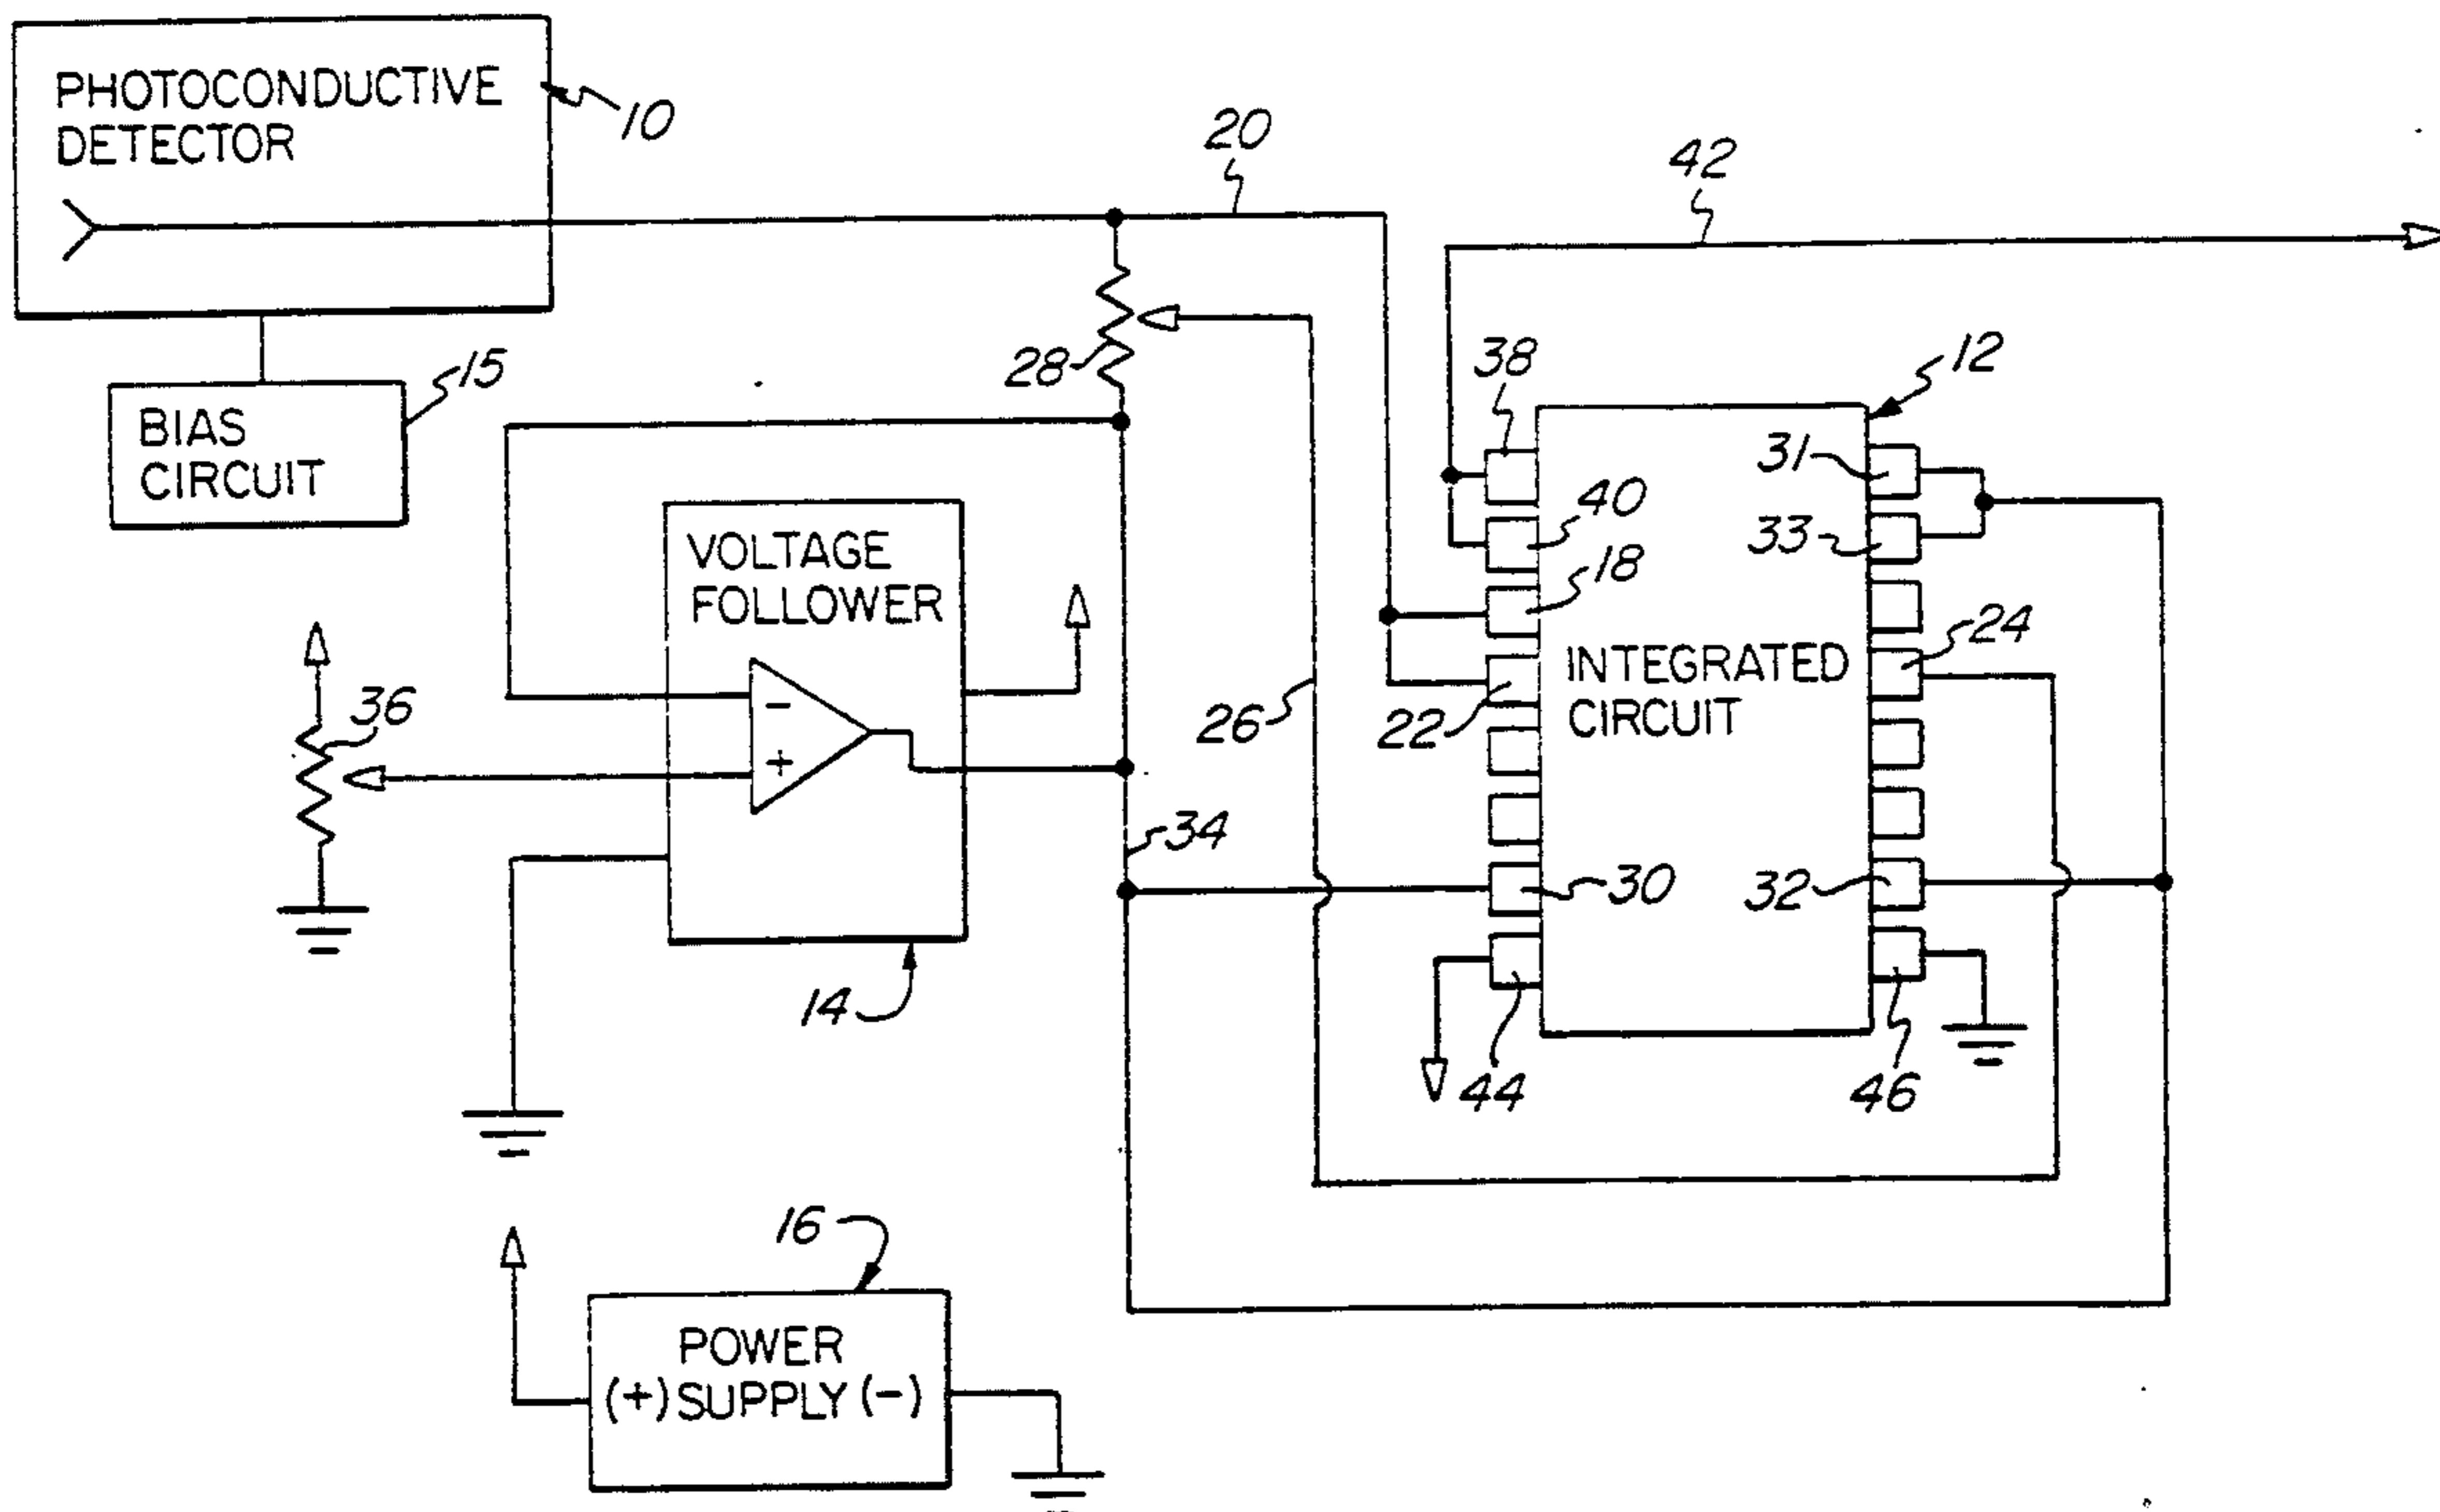 PHOTOCONDUCTIVE
DETECTOR
10
20
42
15
BIAS
CIRCUIT
28
38
12
31
40
33
18
VOLTAGE
FOLLOWER
-
+
36
24
INTEGRATED
CIRCUIT
26
22
34
30
32
14
44
46
16
POWER
(+) SUPPLY (-)